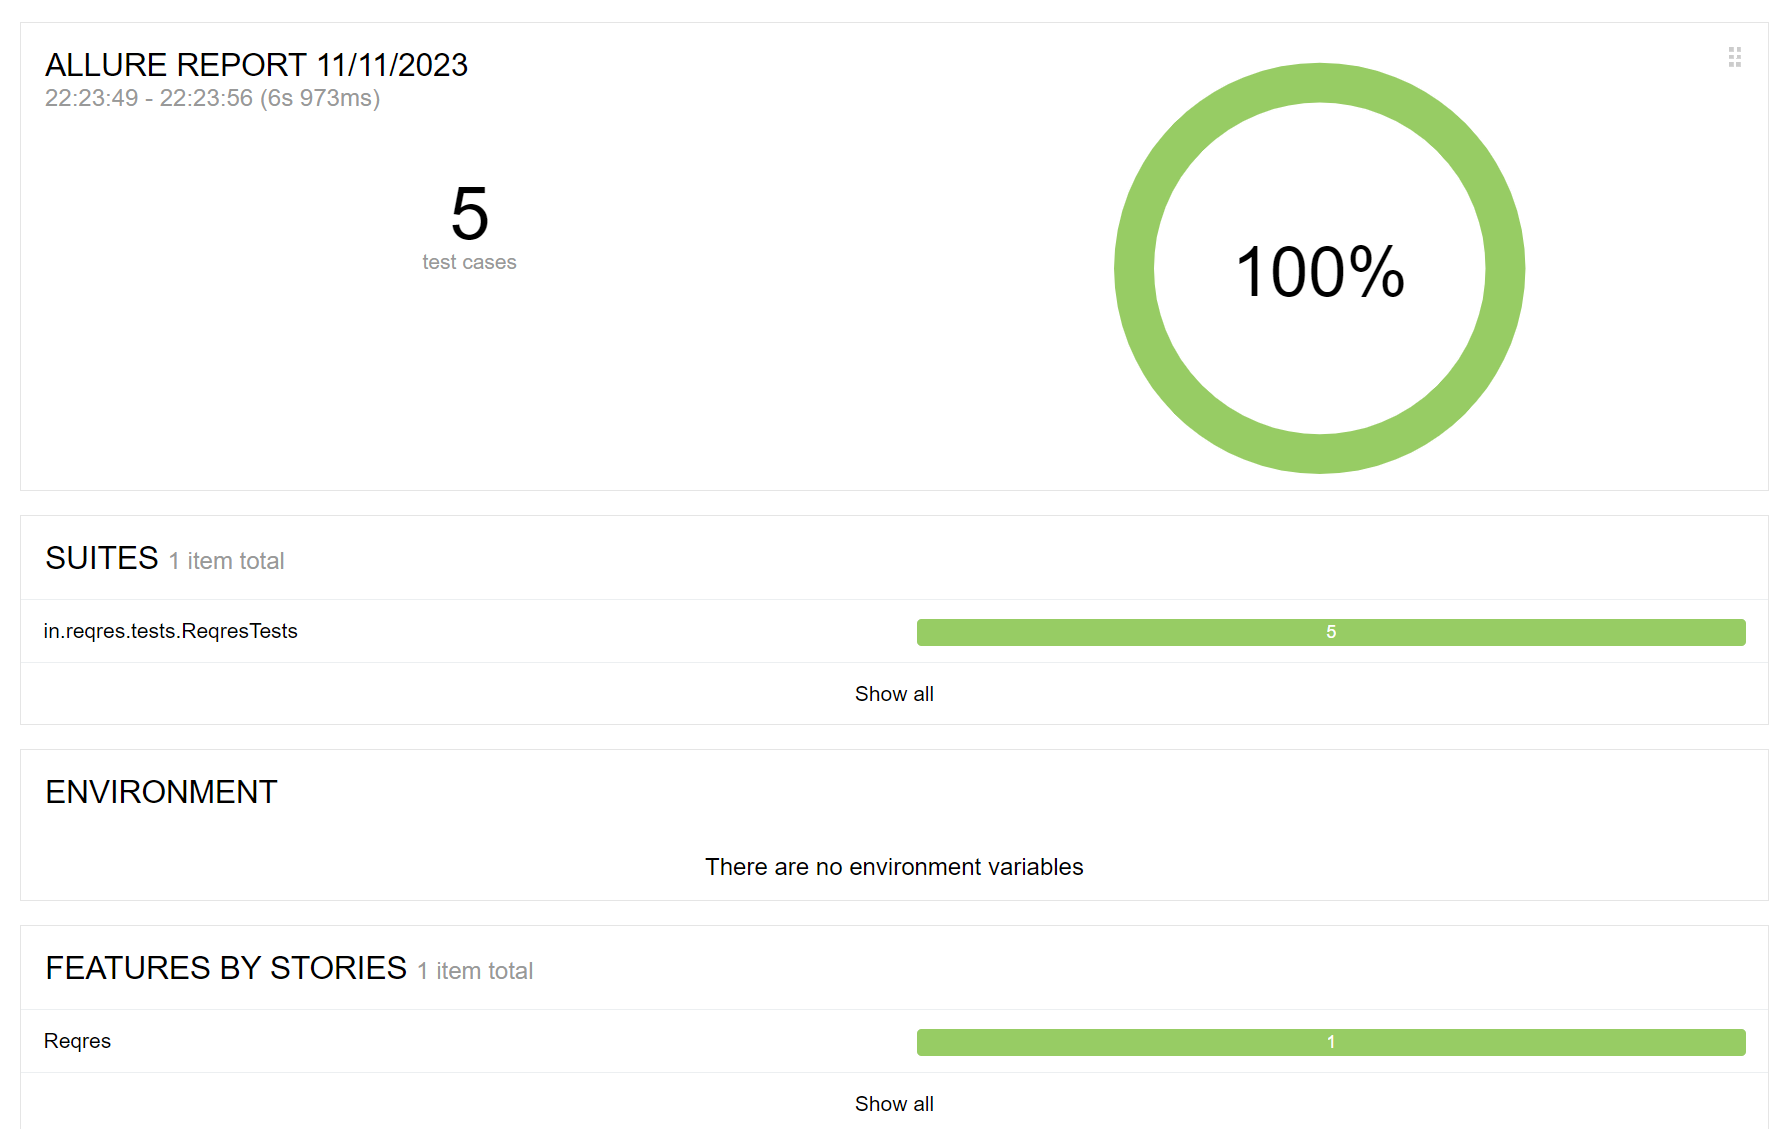 ALLURE REPORT 11/11/2023
22:23:49 - 22:23:56 (6s 973ms)
5
test cases
100%
SUITES 1 item total
in.reqres.tests.ReqresTests 5
Show all
ENVIRONMENT
There are no environment variables
FEATURES BY STORIES 1 item total
Reqres 1
Show all